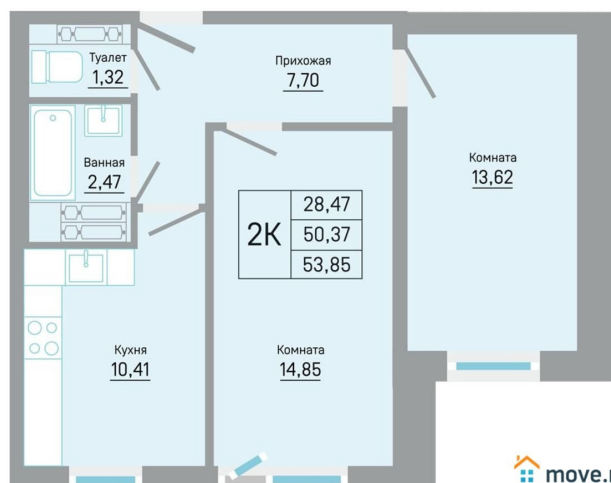 Туалет
1,32
Прихожая
7,70
Ванная
2,47
Комната
13,62
2К
28,47
50,37
53,85
Кухня
10,41
Комната
14,85
move.r